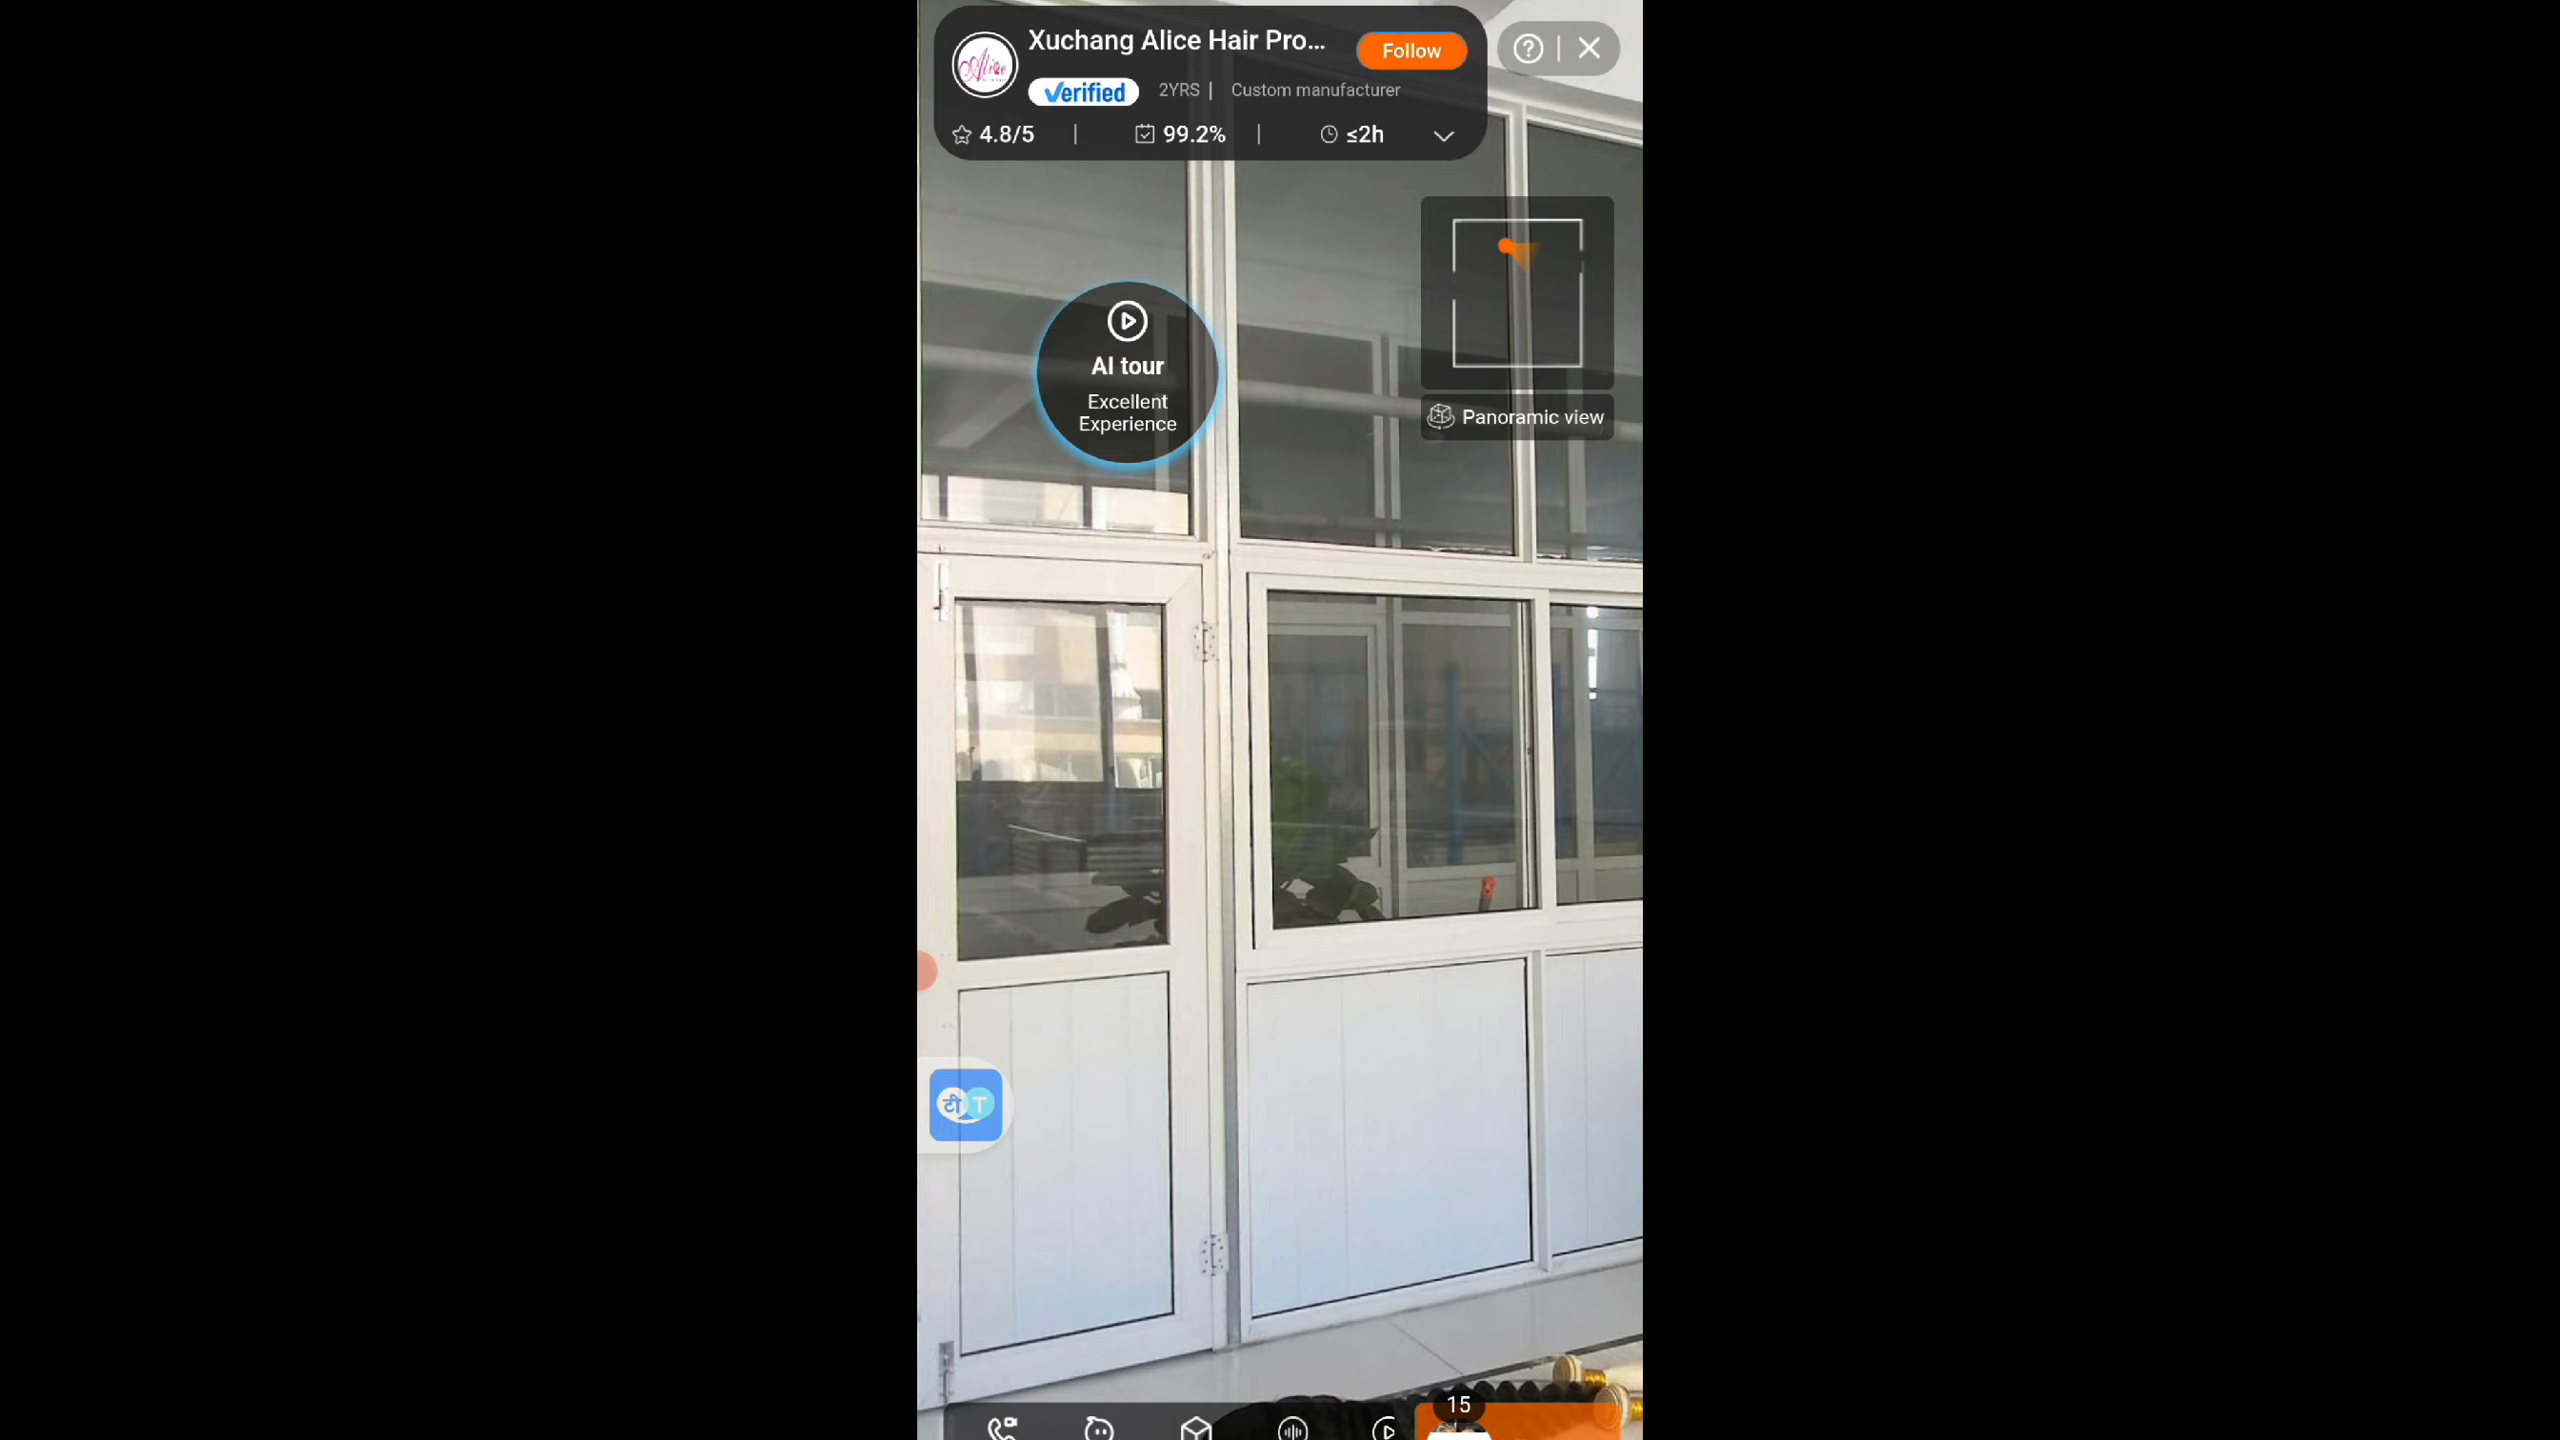 Xuchang Alice Hair Pro...
Follow
Alice
Verified
2YRS | Custom manufacturer
4.8/5 | 99.2% | ≤2h
AI tour
Excellent
Experience
Panoramic view
टी T
15